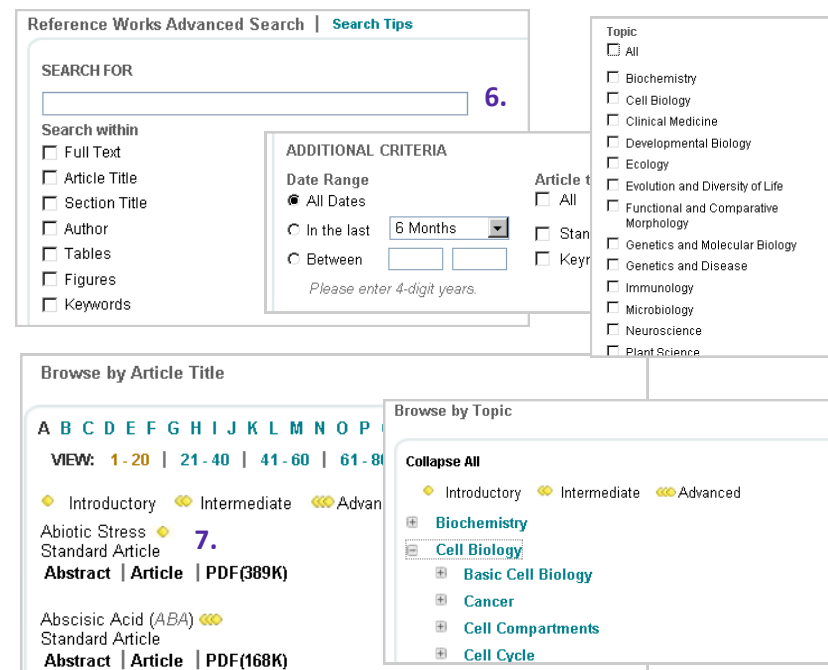 Reference Works Advanced Search | Search Tips
SEARCH FOR
6.
Search within
Full Text
Article Title
Section Title
Author
Tables
Figures
Keywords
ADDITIONAL CRITERIA
Date Range
All Dates
In the last 6 Months
Between
Please enter 4-digit years.
Article t
All
Stan
Keyr
Topic
All
Biochemistry
Cell Biology
Clinical Medicine
Developmental Biology
Ecology
Evolution and Diversity of Life
Functional and Comparative
Morphology
Genetics and Molecular Biology
Genetics and Disease
Immunology
Microbiology
Neuroscience
Plant Science
Browse by Article Title
A B C D E F G H I J K L M N O P
VIEW: 1 - 20 | 21 - 40 | 41 - 60 | 61 - 80
Introductory Intermediate Advan
Abiotic Stress
7.
Standard Article
Abstract | Article | PDF(389K)
Abscisic Acid (ABA)
Standard Article
Abstract | Article | PDF(168K)
Browse by Topic
Collapse All
Introductory Intermediate Advanced
Biochemistry
Cell Biology
Basic Cell Biology
Cancer
Cell Compartments
Cell Cycle